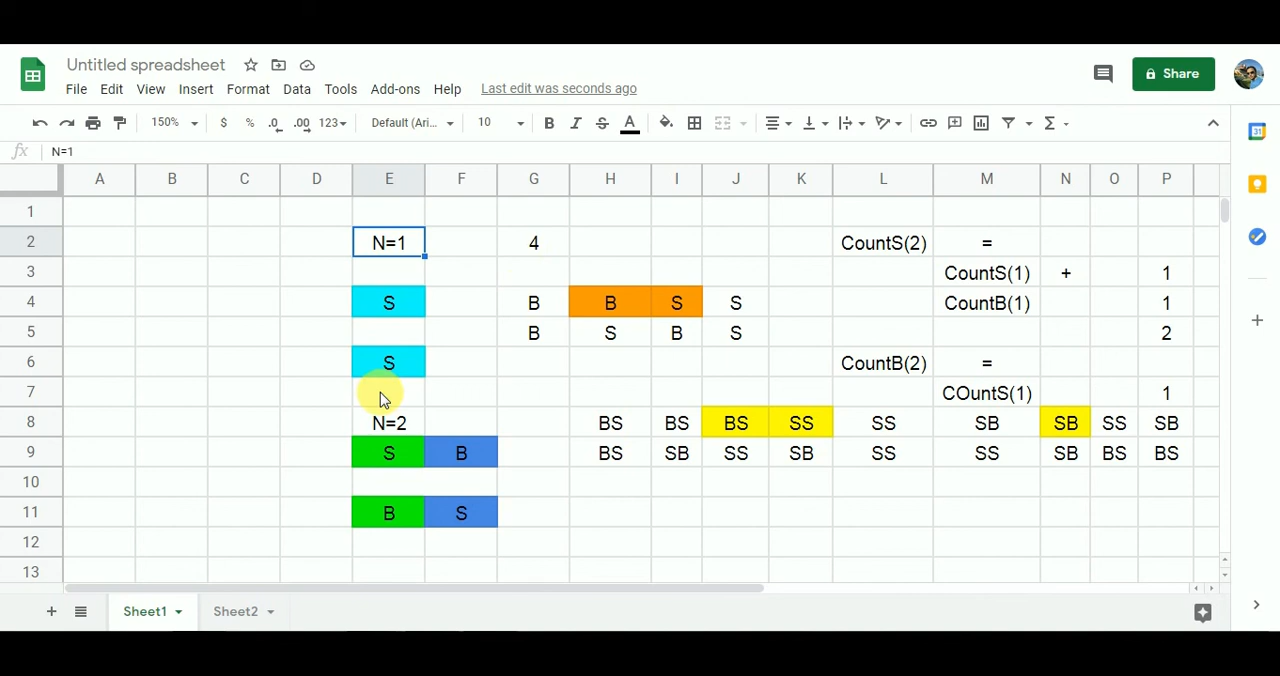 Untitled spreadsheet
Share
File Edit View Insert Format Data Tools Add-ons Help Last edit was seconds ago
150% $ % .0 .00 123 Default (Ari... 10 B I S A Σ
fx N=1
A B C D E F G H I J K L M N O P
1
2 N=1 4 CountS(2) =
3 CountS(1) + 1
4 S B B S S CountB(1) 1
5 B S B S 2
6 S CountB(2) =
7 COuntS(1) 1
8 N=2 BS BS BS SS SS SB SB SS SB
9 S B BS SB SS SB SS SS SB BS BS
10
11 B S
12
13
31
Sheet1 Sheet2